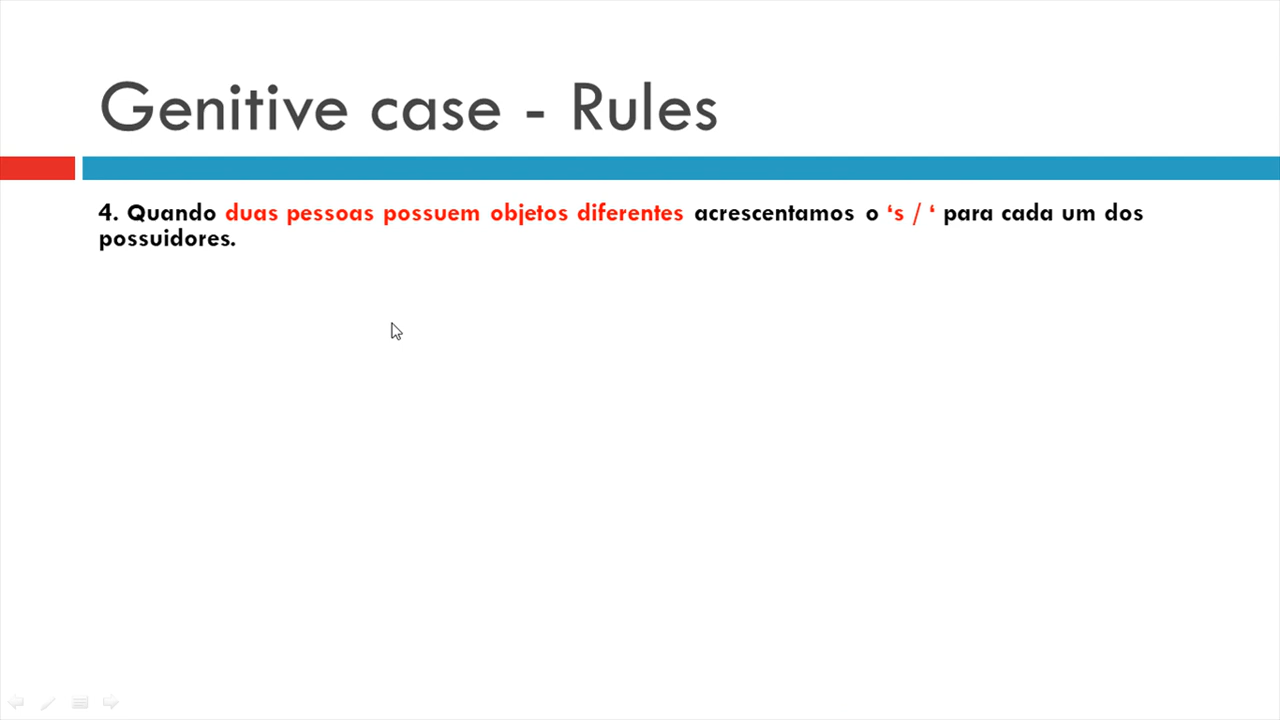 Genitive case - Rules
4. Quando duas pessoas possuem objetos diferentes acrescentamos o ‘s / ‘ para cada um dos
possuidores.